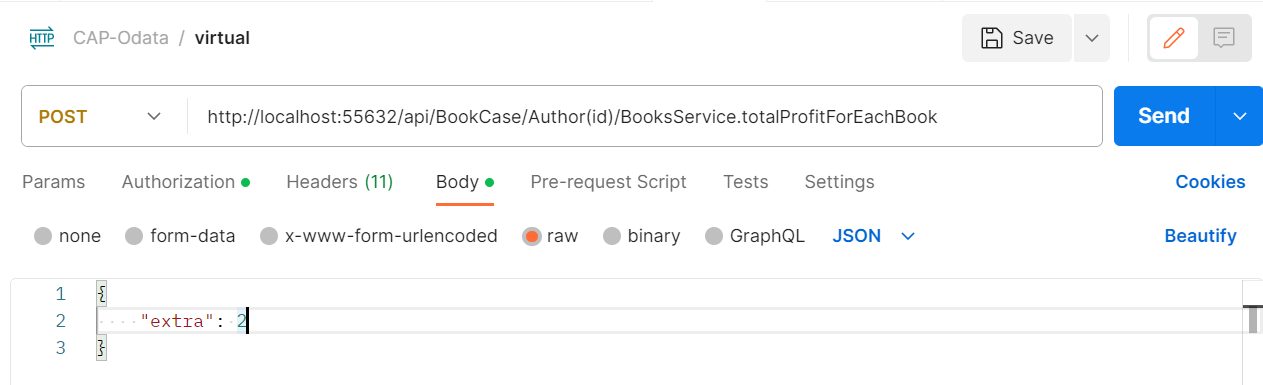 HTTP CAP-Odata / virtual Save
POST http://localhost:55632/api/BookCase/Author(id)/BooksService.totalProfitForEachBook Send
Params Authorization Headers (11) Body Pre-request Script Tests Settings Cookies
none form-data x-www-form-urlencoded raw binary GraphQL JSON Beautify
1 {
2 "extra": 2
3 }